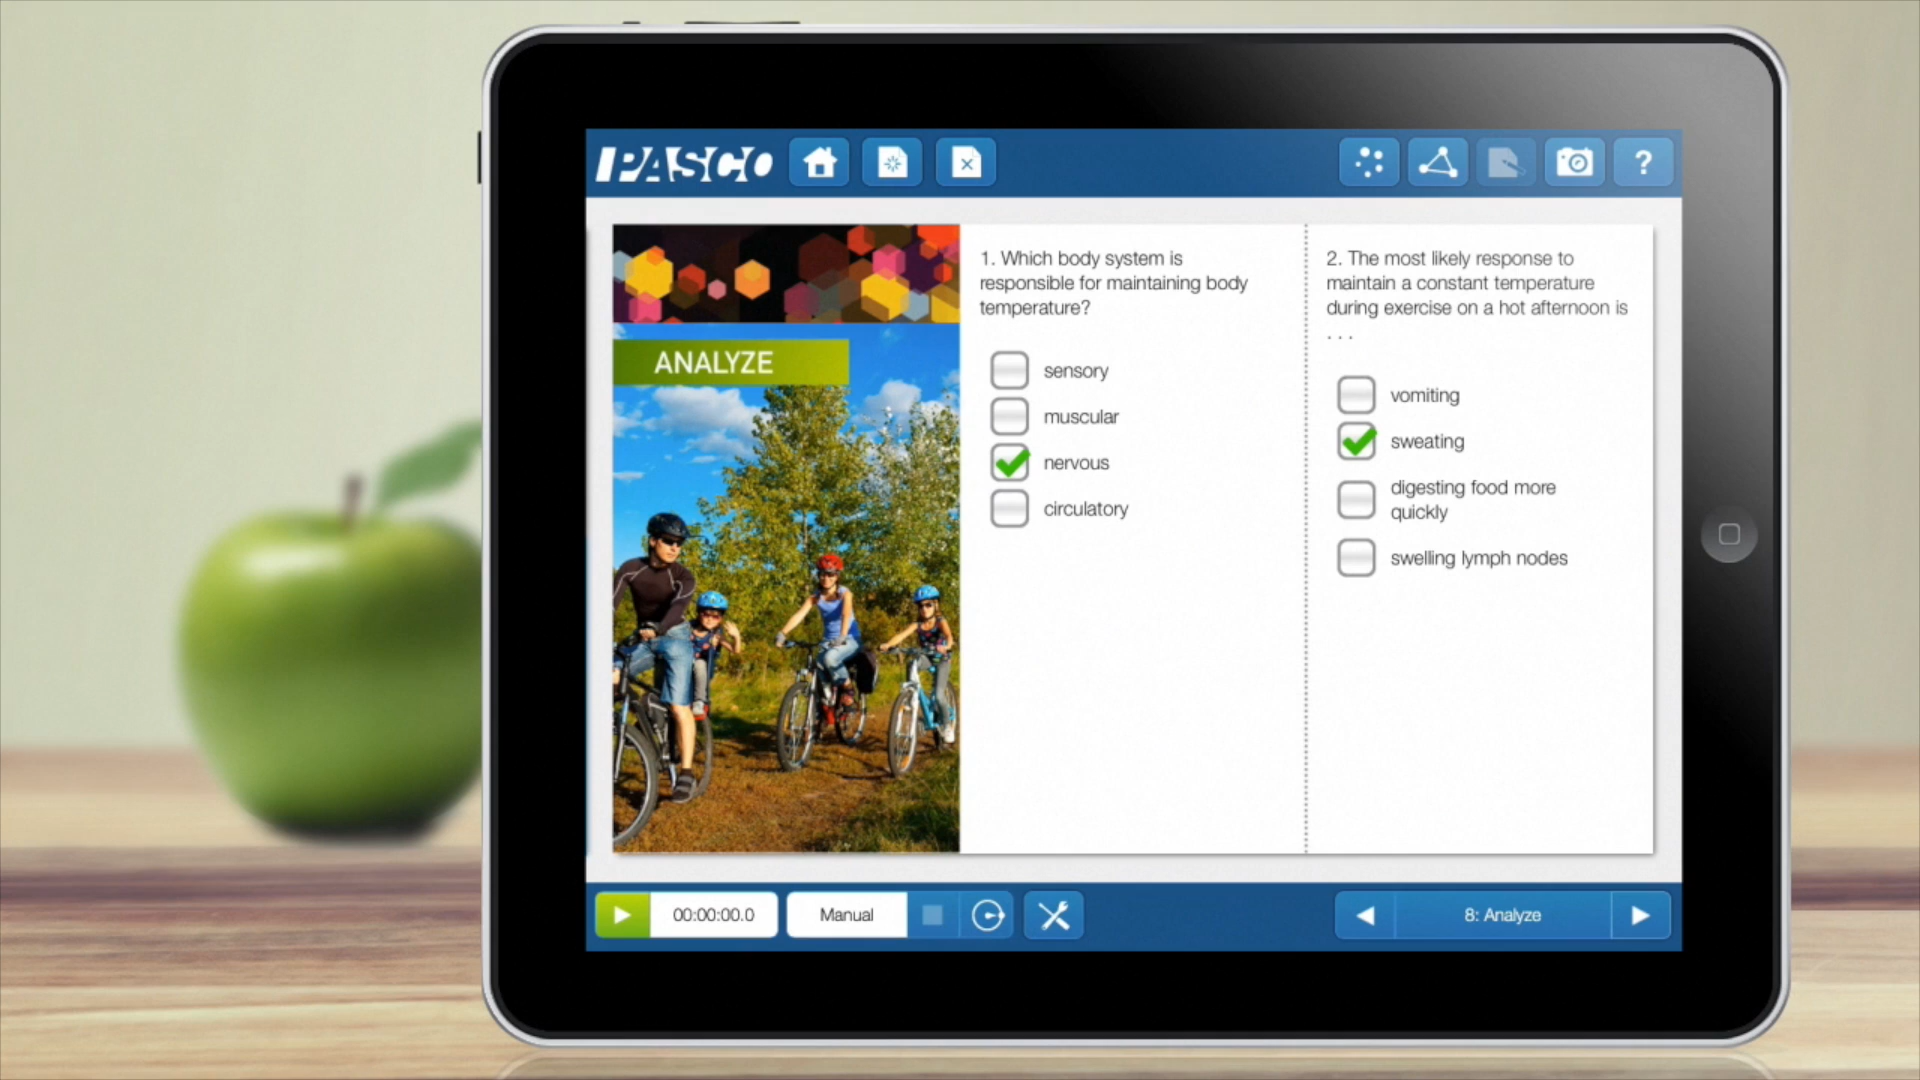 PASCO
?
ANALYZE
1. Which body system is
responsible for maintaining body
temperature?
sensory
muscular
nervous
circulatory
2. The most likely response to
maintain a constant temperature
during exercise on a hot afternoon is
. . .
vomiting
sweating
digesting food more
quickly
swelling lymph nodes
00:00:00.0
Manual
8: Analyze